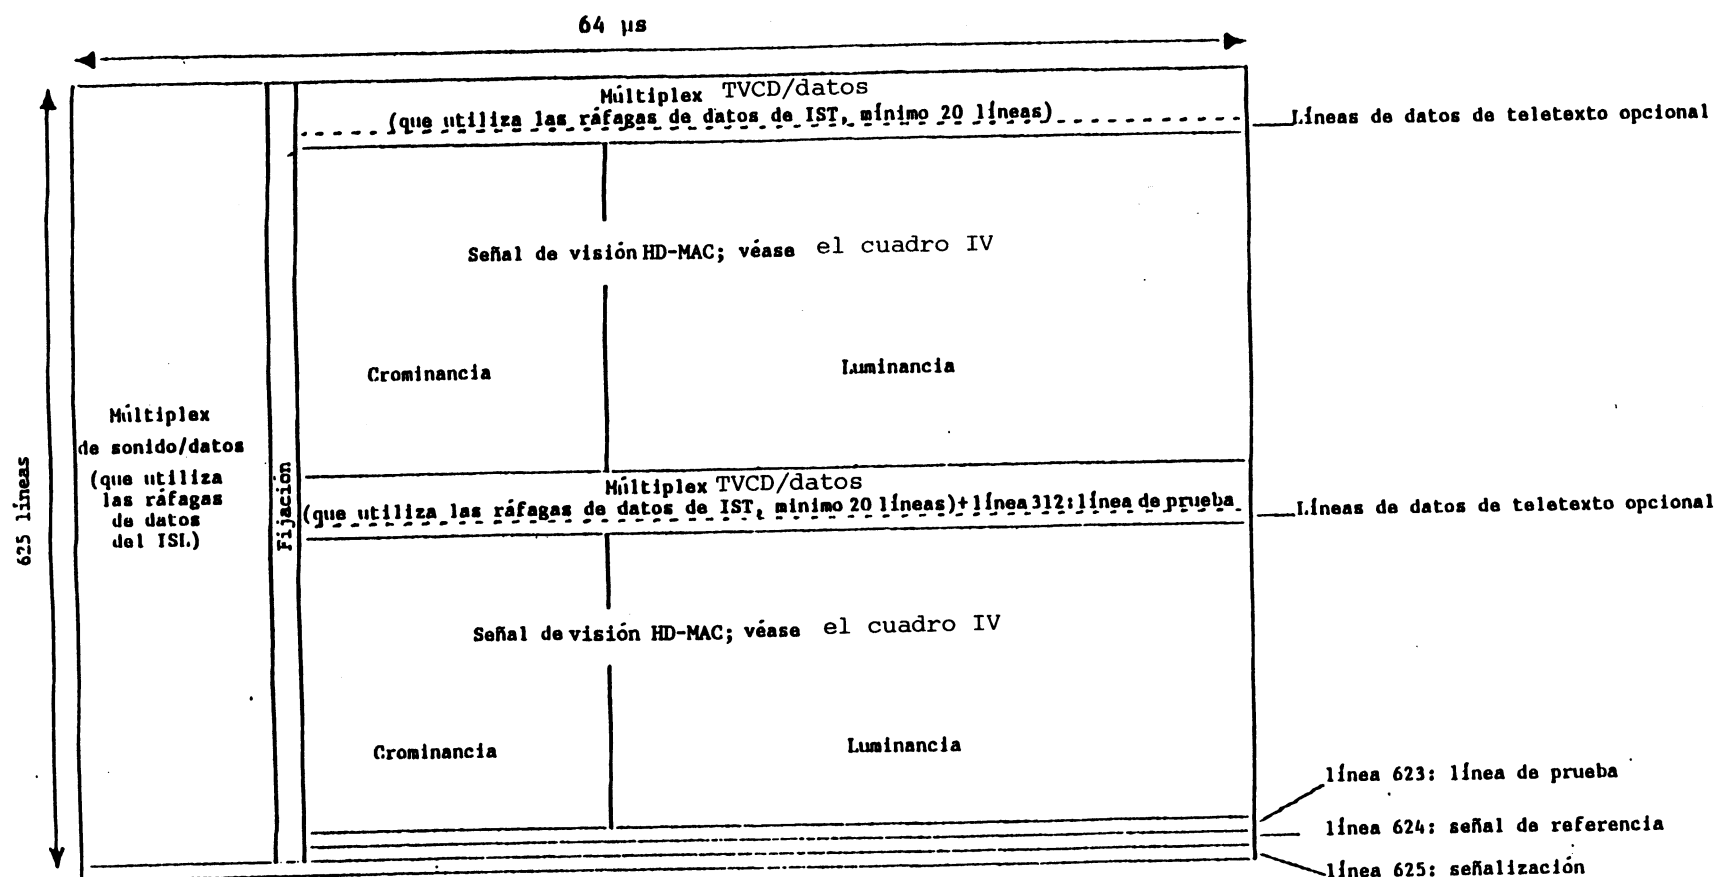 64 µs
Múltiplex TVCD/datos
(que utiliza las ráfagas de datos de IST, mínimo 20 líneas)
Líneas de datos de teletexto opcional
Señal de visión HD-MAC; véase el cuadro IV
Crominancia
Luminancia
625 líneas
Múltiplex
de sonido/datos
(que utiliza
las ráfagas
de datos
del ISL)
Fijación
Múltiplex TVCD/datos
(que utiliza las ráfagas de datos de IST, mínimo 20 líneas)+línea 312:línea de prueba
Líneas de datos de teletexto opcional
Señal de visión HD-MAC; véase el cuadro IV
Crominancia
Luminancia
línea 623: línea de prueba
línea 624: señal de referencia
línea 625: señalización